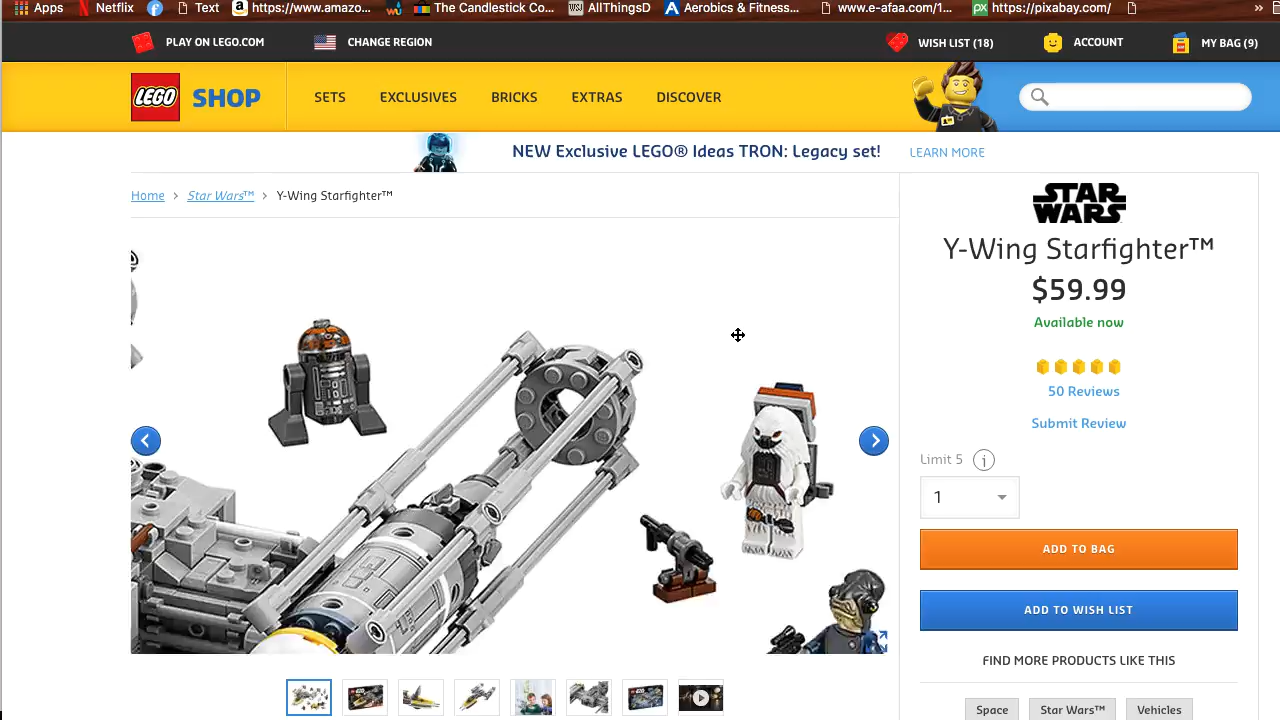 Apps
Netflix
Text
https://www.amazo...
The Candlestick Co...
AllThingsD
Aerobics & Fitness...
www.e-afaa.com/1...
px
https://pixabay.com/
»
PLAY ON LEGO.COM
CHANGE REGION
WISH LIST (18)
ACCOUNT
MY BAG (9)
LEGO
SHOP
SETS
EXCLUSIVES
BRICKS
EXTRAS
DISCOVER
NEW Exclusive LEGO® Ideas TRON: Legacy set!
LEARN MORE
Home > Star Wars™ > Y-Wing Starfighter™
STAR
WARS
Y-Wing Starfighter™
$59.99
Available now
50 Reviews
Submit Review
Limit 5 i
1
ADD TO BAG
ADD TO WISH LIST
FIND MORE PRODUCTS LIKE THIS
Space
Star Wars™
Vehicles